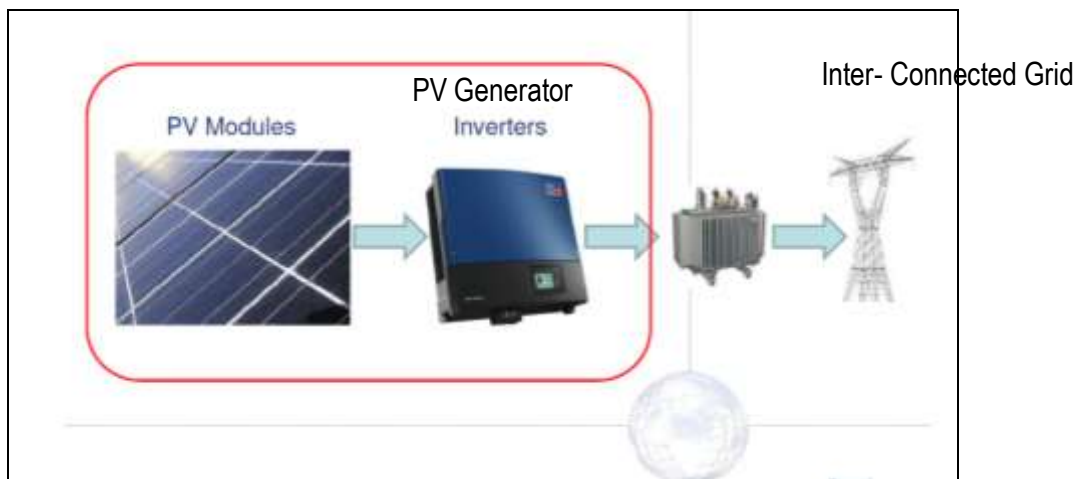 PV Generator
Inter- Connected Grid
PV Modules
Inverters